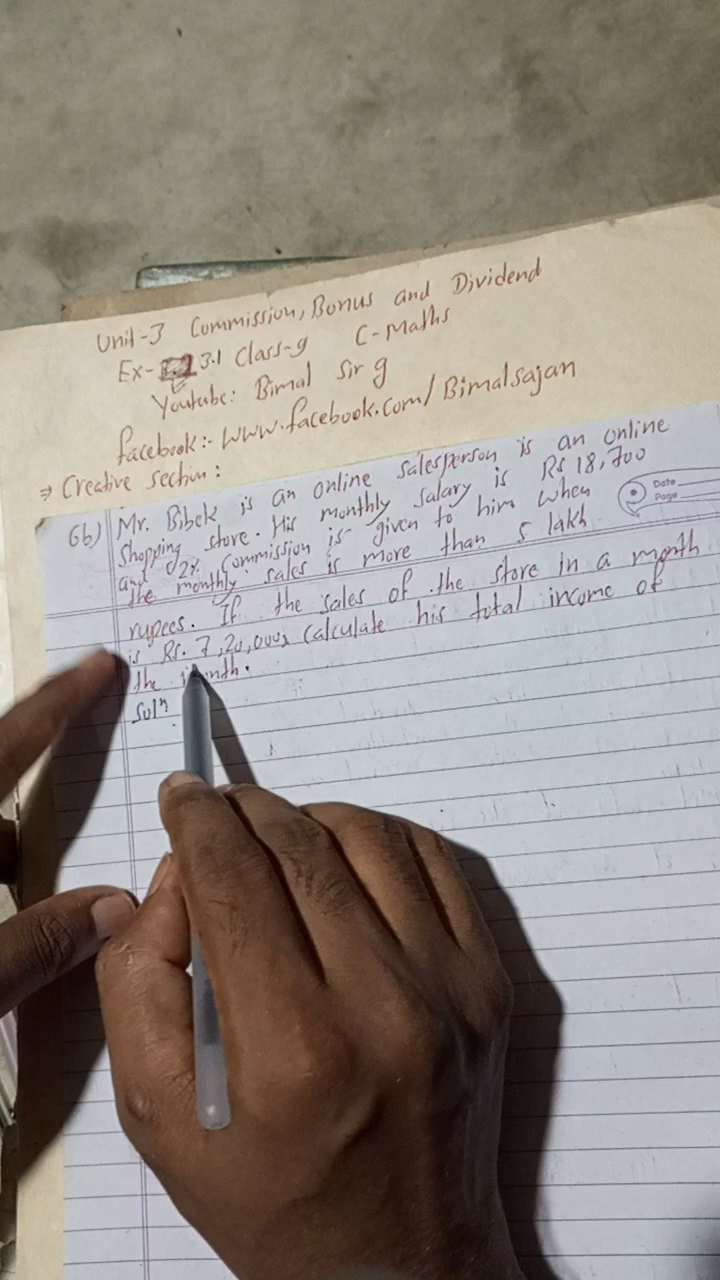 Unit-3 Commission, Bonus and Dividend
Ex- 3.1 Class-9 C-Maths
Youtube: Bimal Sir g
facebook:- www.facebook.com/Bimalsajan
⇒ Creative section:
6b) Mr. Bibek is an online salesperson is an online
shopping store. His monthly salary is Rs 18,700
and 2% commission is given to him when
the monthly sales is more than 5 lakh
rupees. If the sales of the store in a month
is Rs. 7,20,000, calculate his total income of
the month.
Solⁿ
Date
Page